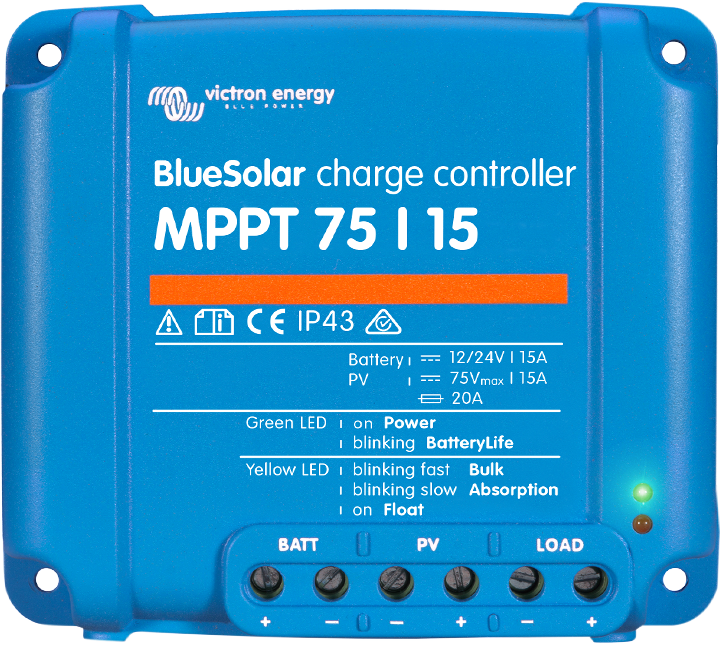 victron energy
BLUE POWER
BlueSolar charge controller
MPPT 75 | 15
CE IP43
Battery | 12/24V | 15A
PV | 75Vmax | 15A
20A
Green LED | on Power
| blinking BatteryLife
Yellow LED | blinking fast Bulk
| blinking slow Absorption
| on Float
BATT PV LOAD
+ − − + − +